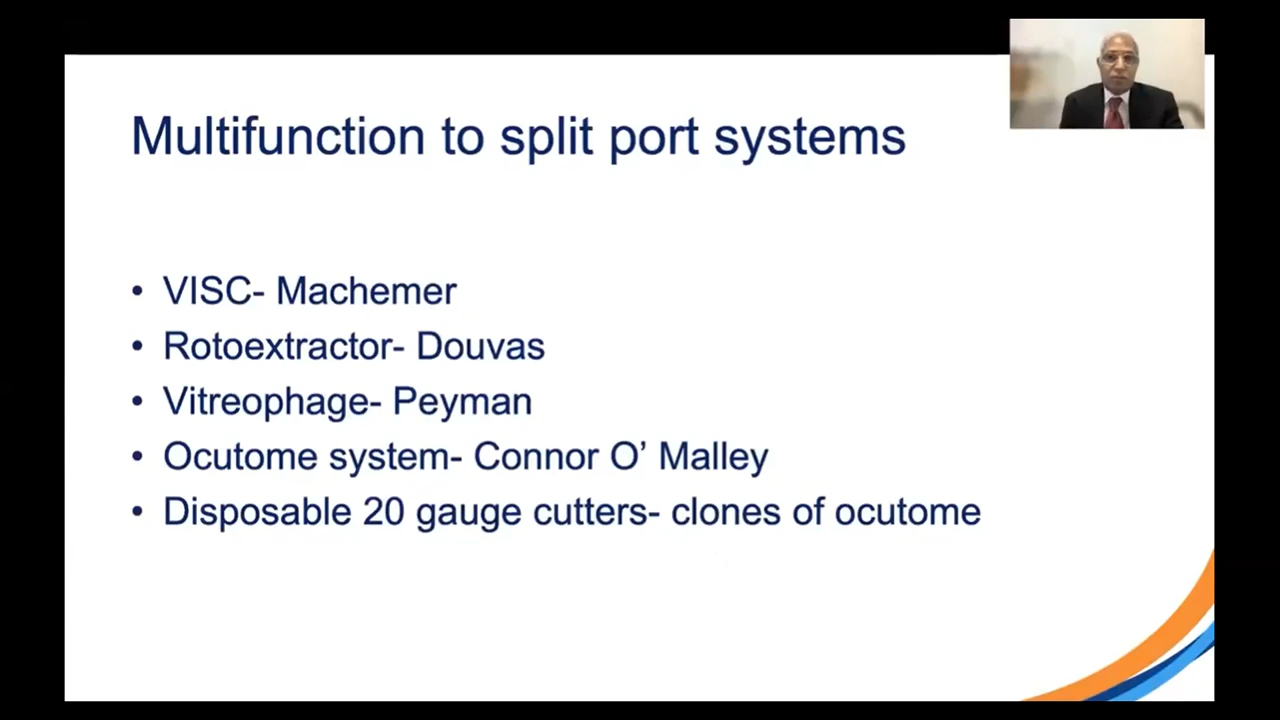 Multifunction to split port systems
• VISC- Machemer
• Rotoextractor- Douvas
• Vitreophage- Peyman
• Ocutome system- Connor O’ Malley
• Disposable 20 gauge cutters- clones of ocutome